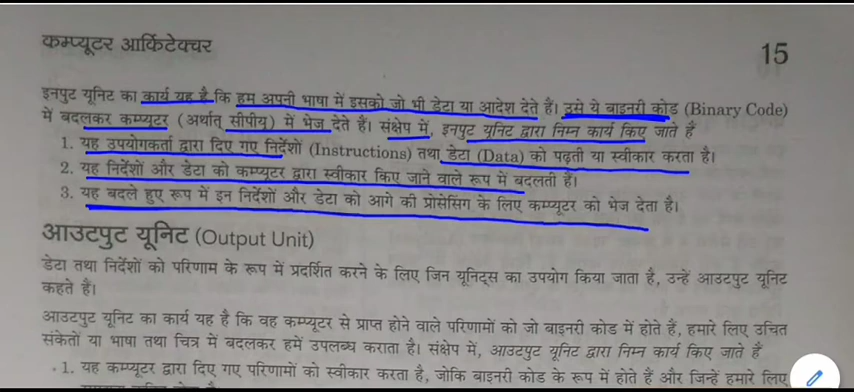 कम्प्यूटर आर्किटेक्चर
15
इनपुट यूनिट का कार्य यह है कि हम अपनी भाषा में इसको जो भी डेटा या आदेश देते हैं। उसे ये बाइनरी कोड (Binary Code)
में बदलकर कम्प्यूटर (अर्थात् सीपीयू) में भेज देते हैं। संक्षेप में, इनपुट यूनिट द्वारा निम्न कार्य किए जाते हैं
1. यह उपयोगकर्ता द्वारा दिए गए निर्देशों (Instructions) तथा डेटा (Data) को पढ़ती या स्वीकार करता है।
2. यह निर्देशों और डेटा को कम्प्यूटर द्वारा स्वीकार किए जाने वाले रूप में बदलती है।
3. यह बदले हुए रूप में इन निर्देशों और डेटा को आगे की प्रोसेसिंग के लिए कम्प्यूटर को भेज देता है।
आउटपुट यूनिट (Output Unit)
डेटा तथा निर्देशों को परिणाम के रूप में प्रदर्शित करने के लिए जिन यूनिट्स का उपयोग किया जाता है, उन्हें आउटपुट यूनिट
कहते हैं।
आउटपुट यूनिट का कार्य यह है कि वह कम्प्यूटर से प्राप्त होने वाले परिणामों को जो बाइनरी कोड में होते हैं, हमारे लिए उचित
संकेतों या भाषा तथा चित्र में बदलकर हमें उपलब्ध कराता है। संक्षेप में, आउटपुट यूनिट द्वारा निम्न कार्य किए जाते हैं
1. यह कम्प्यूटर द्वारा दिए गए परिणामों को स्वीकार करता है, जोकि बाइनरी कोड के रूप में होते हैं और जिन्हें हमारे लिए